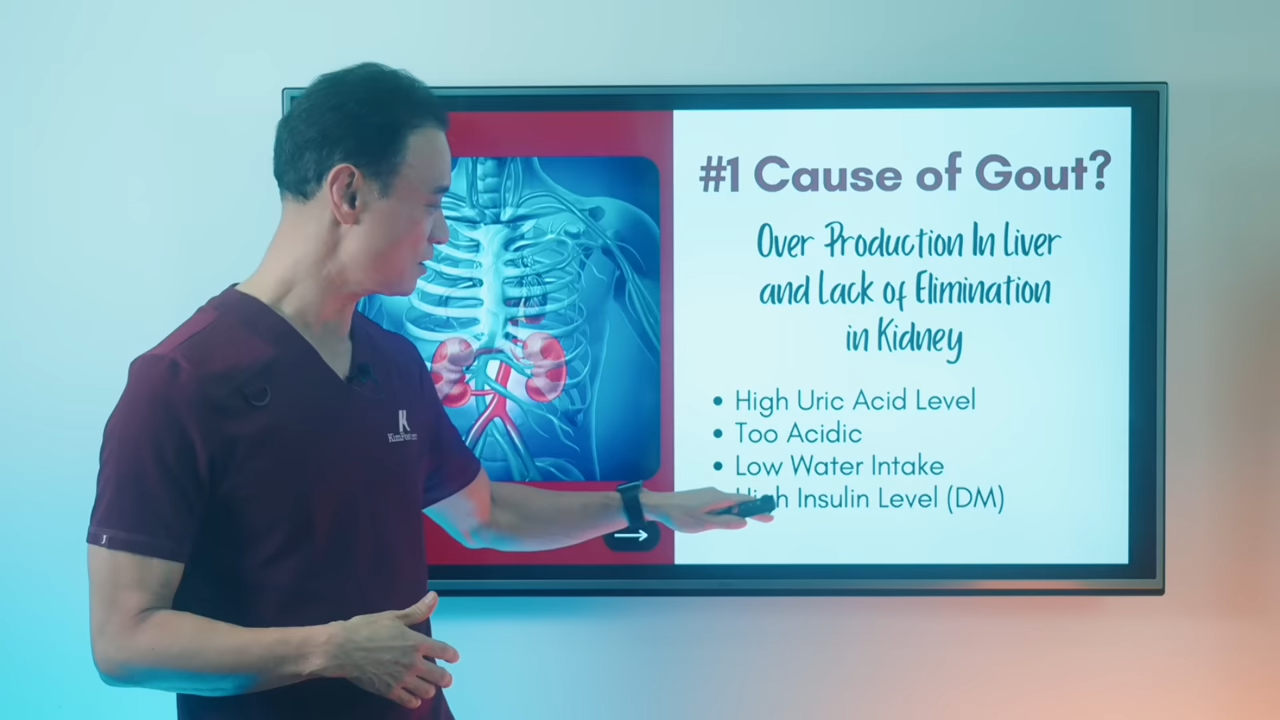 #1 Cause of Gout?
Over Production In Liver
and Lack of Elimination
in Kidney
• High Uric Acid Level
• Too Acidic
• Low Water Intake
• High Insulin Level (DM)
K